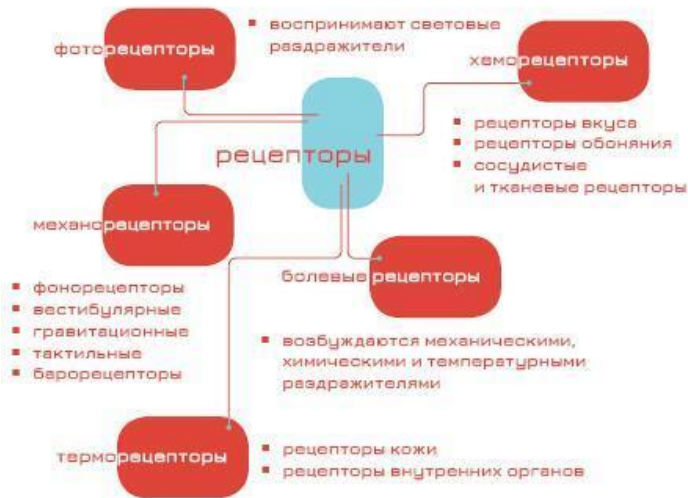 фоторецепторы
▪ воспринимают световые
раздражители
хеморецепторы
▪ рецепторы вкуса
▪ рецепторы обоняния
▪ сосудистые
и тканевые рецепторы
рецепторы
механорецепторы
▪ фонорецепторы
▪ вестибулярные
▪ гравитационные
▪ тактильные
▪ барорецепторы
болевые рецепторы
▪ возбуждаются механическими,
химическими и температурными
раздражителями
терморецепторы
▪ рецепторы кожи
▪ рецепторы внутренних органов